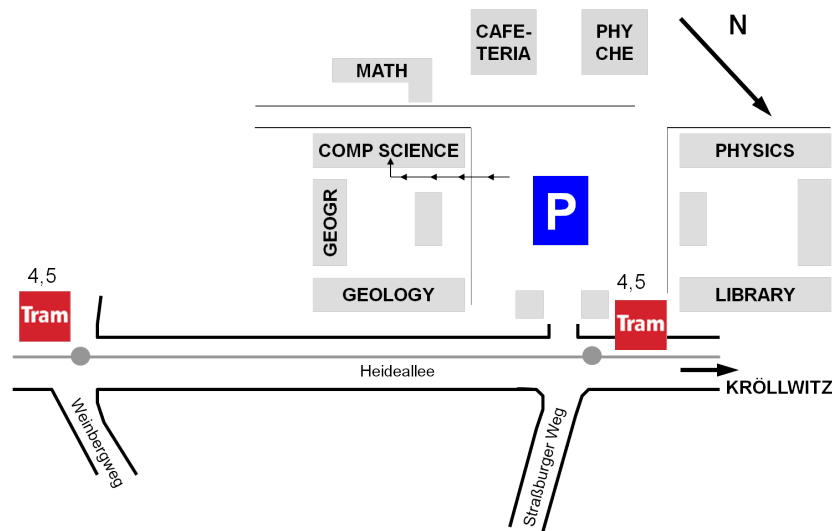 CAFE-
TERIA
PHY
CHE
N
MATH
COMP SCIENCE
PHYSICS
P
GEOGR
4,5
Tram
GEOLOGY
4,5
Tram
LIBRARY
Heideallee
KRÖLLWITZ
Weinbergweg
Straßburger Weg